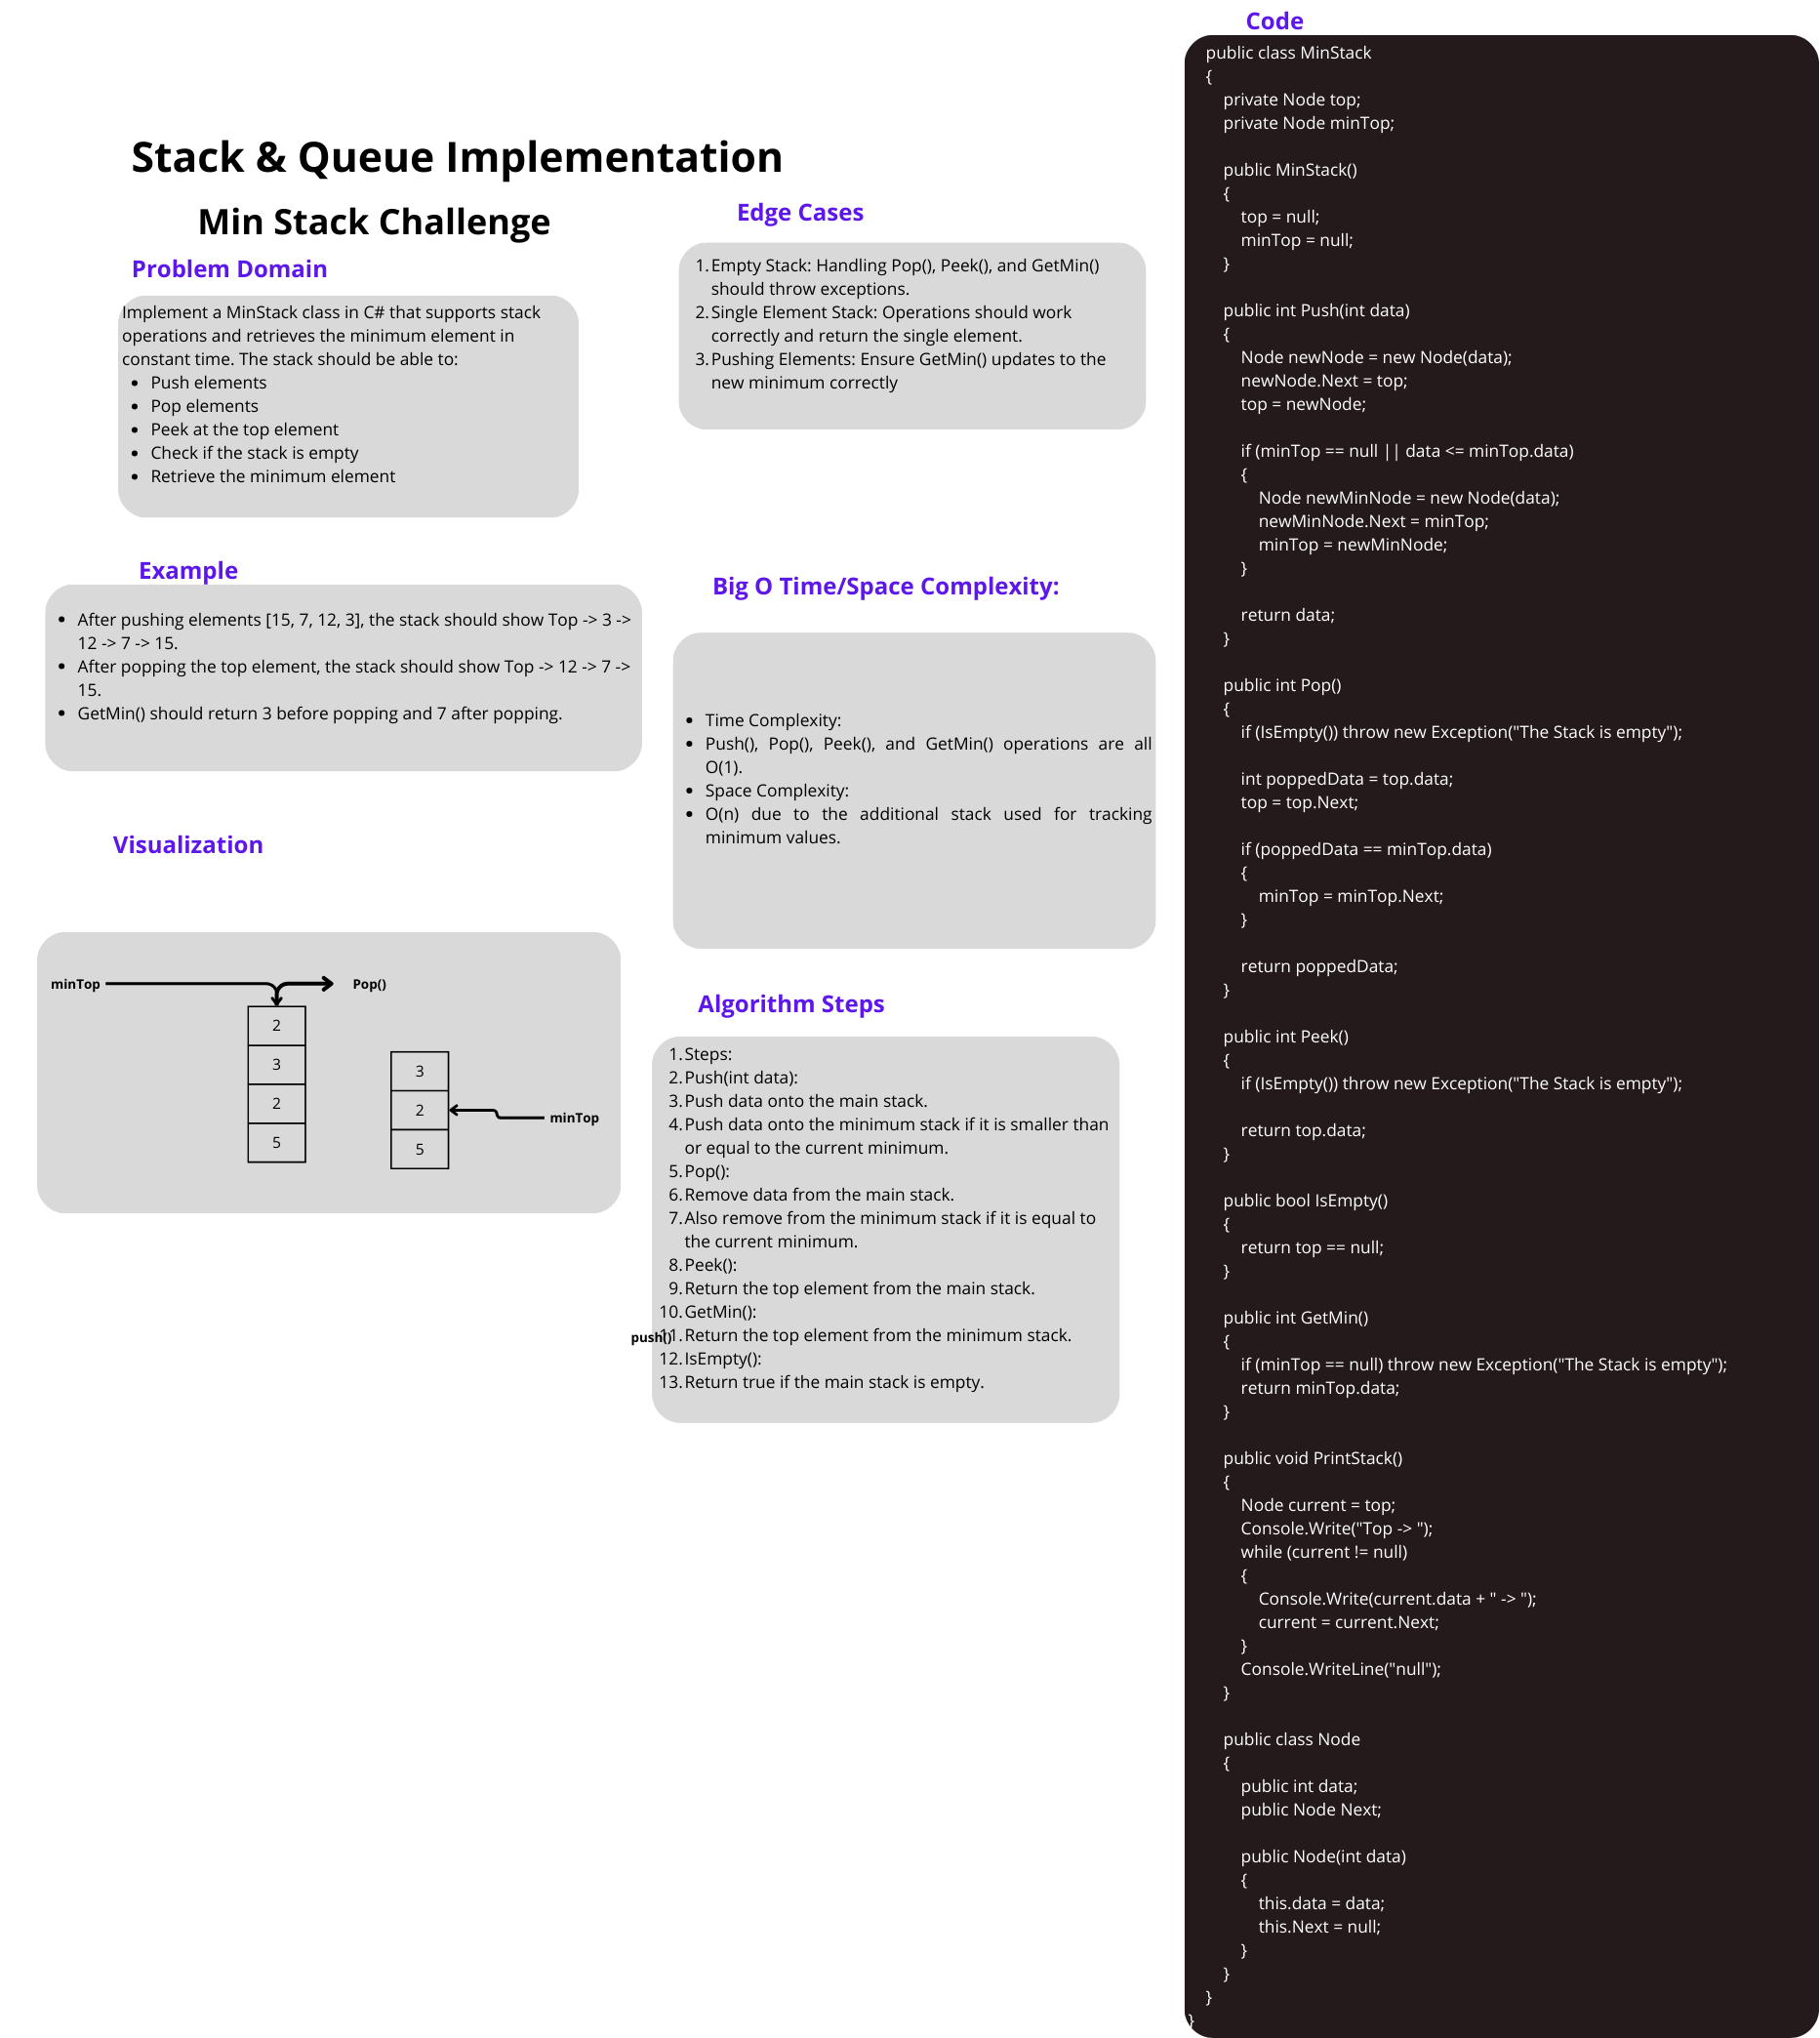 Stack & Queue Implementation
Min Stack Challenge
Problem Domain
Implement a MinStack class in C# that supports stack
operations and retrieves the minimum element in
constant time. The stack should be able to:
• Push elements
• Pop elements
• Peek at the top element
• Check if the stack is empty
• Retrieve the minimum element
Example
• After pushing elements [15, 7, 12, 3], the stack should show Top -> 3 ->
12 -> 7 -> 15.
• After popping the top element, the stack should show Top -> 12 -> 7 ->
15.
• GetMin() should return 3 before popping and 7 after popping.
Visualization
minTop
Pop()
2
3
2
5
3
2
5
minTop
Edge Cases
1. Empty Stack: Handling Pop(), Peek(), and GetMin()
should throw exceptions.
2. Single Element Stack: Operations should work
correctly and return the single element.
3. Pushing Elements: Ensure GetMin() updates to the
new minimum correctly
Big O Time/Space Complexity:
• Time Complexity:
• Push(), Pop(), Peek(), and GetMin() operations are all
O(1).
• Space Complexity:
• O(n) due to the additional stack used for tracking
minimum values.
Algorithm Steps
1. Steps:
2. Push(int data):
3. Push data onto the main stack.
4. Push data onto the minimum stack if it is smaller than
or equal to the current minimum.
5. Pop():
6. Remove data from the main stack.
7. Also remove from the minimum stack if it is equal to
the current minimum.
8. Peek():
9. Return the top element from the main stack.
10. GetMin():
push()
11. Return the top element from the minimum stack.
12. IsEmpty():
13. Return true if the main stack is empty.
Code
public class MinStack
{
private Node top;
private Node minTop;
public MinStack()
{
top = null;
minTop = null;
}
public int Push(int data)
{
Node newNode = new Node(data);
newNode.Next = top;
top = newNode;
if (minTop == null || data <= minTop.data)
{
Node newMinNode = new Node(data);
newMinNode.Next = minTop;
minTop = newMinNode;
}
return data;
}
public int Pop()
{
if (IsEmpty()) throw new Exception("The Stack is empty");
int poppedData = top.data;
top = top.Next;
if (poppedData == minTop.data)
{
minTop = minTop.Next;
}
return poppedData;
}
public int Peek()
{
if (IsEmpty()) throw new Exception("The Stack is empty");
return top.data;
}
public bool IsEmpty()
{
return top == null;
}
public int GetMin()
{
if (minTop == null) throw new Exception("The Stack is empty");
return minTop.data;
}
public void PrintStack()
{
Node current = top;
Console.Write("Top -> ");
while (current != null)
{
Console.Write(current.data + " -> ");
current = current.Next;
}
Console.WriteLine("null");
}
public class Node
{
public int data;
public Node Next;
public Node(int data)
{
this.data = data;
this.Next = null;
}
}
}
}